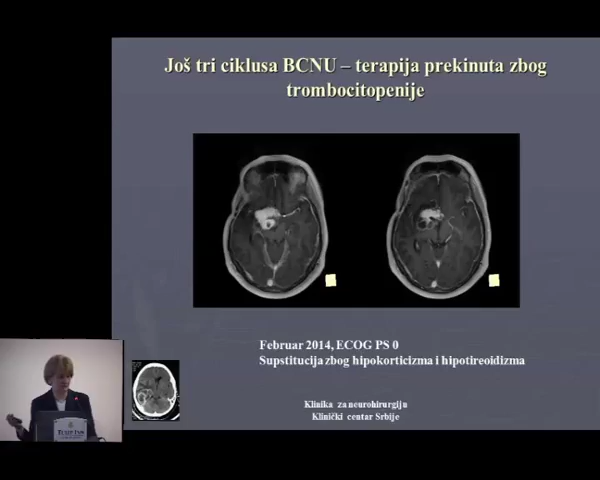 Još tri ciklusa BCNU – terapija prekinuta zbog
trombocitopenije
Februar 2014, ECOG PS 0
Supstitucija zbog hipokorticizma i hipotireoidizma
Klinika za neurohirurgiju
Klinički centar Srbije